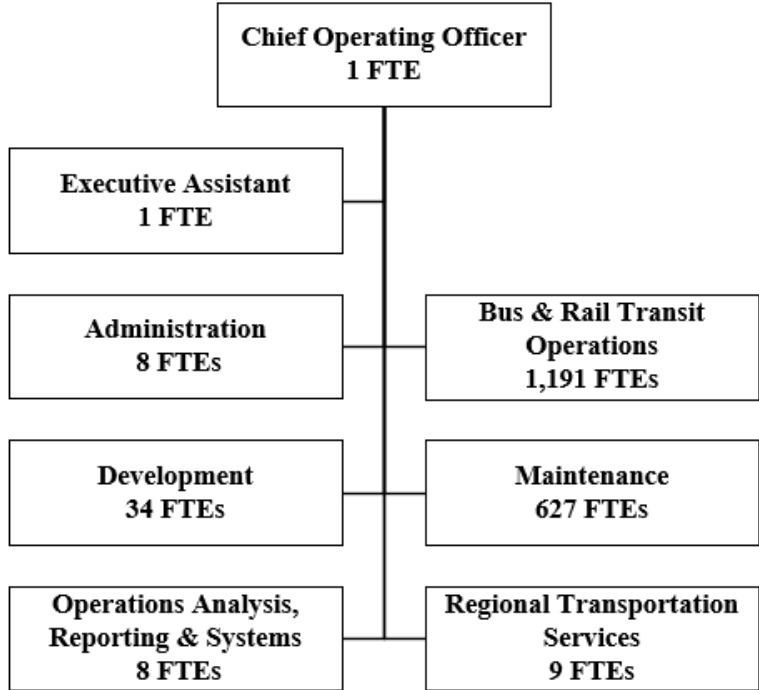 Chief Operating Officer
1 FTE
Executive Assistant
1 FTE
Administration
8 FTEs
Bus & Rail Transit
Operations
1,191 FTEs
Development
34 FTEs
Maintenance
627 FTEs
Operations Analysis,
Reporting & Systems
8 FTEs
Regional Transportation
Services
9 FTEs